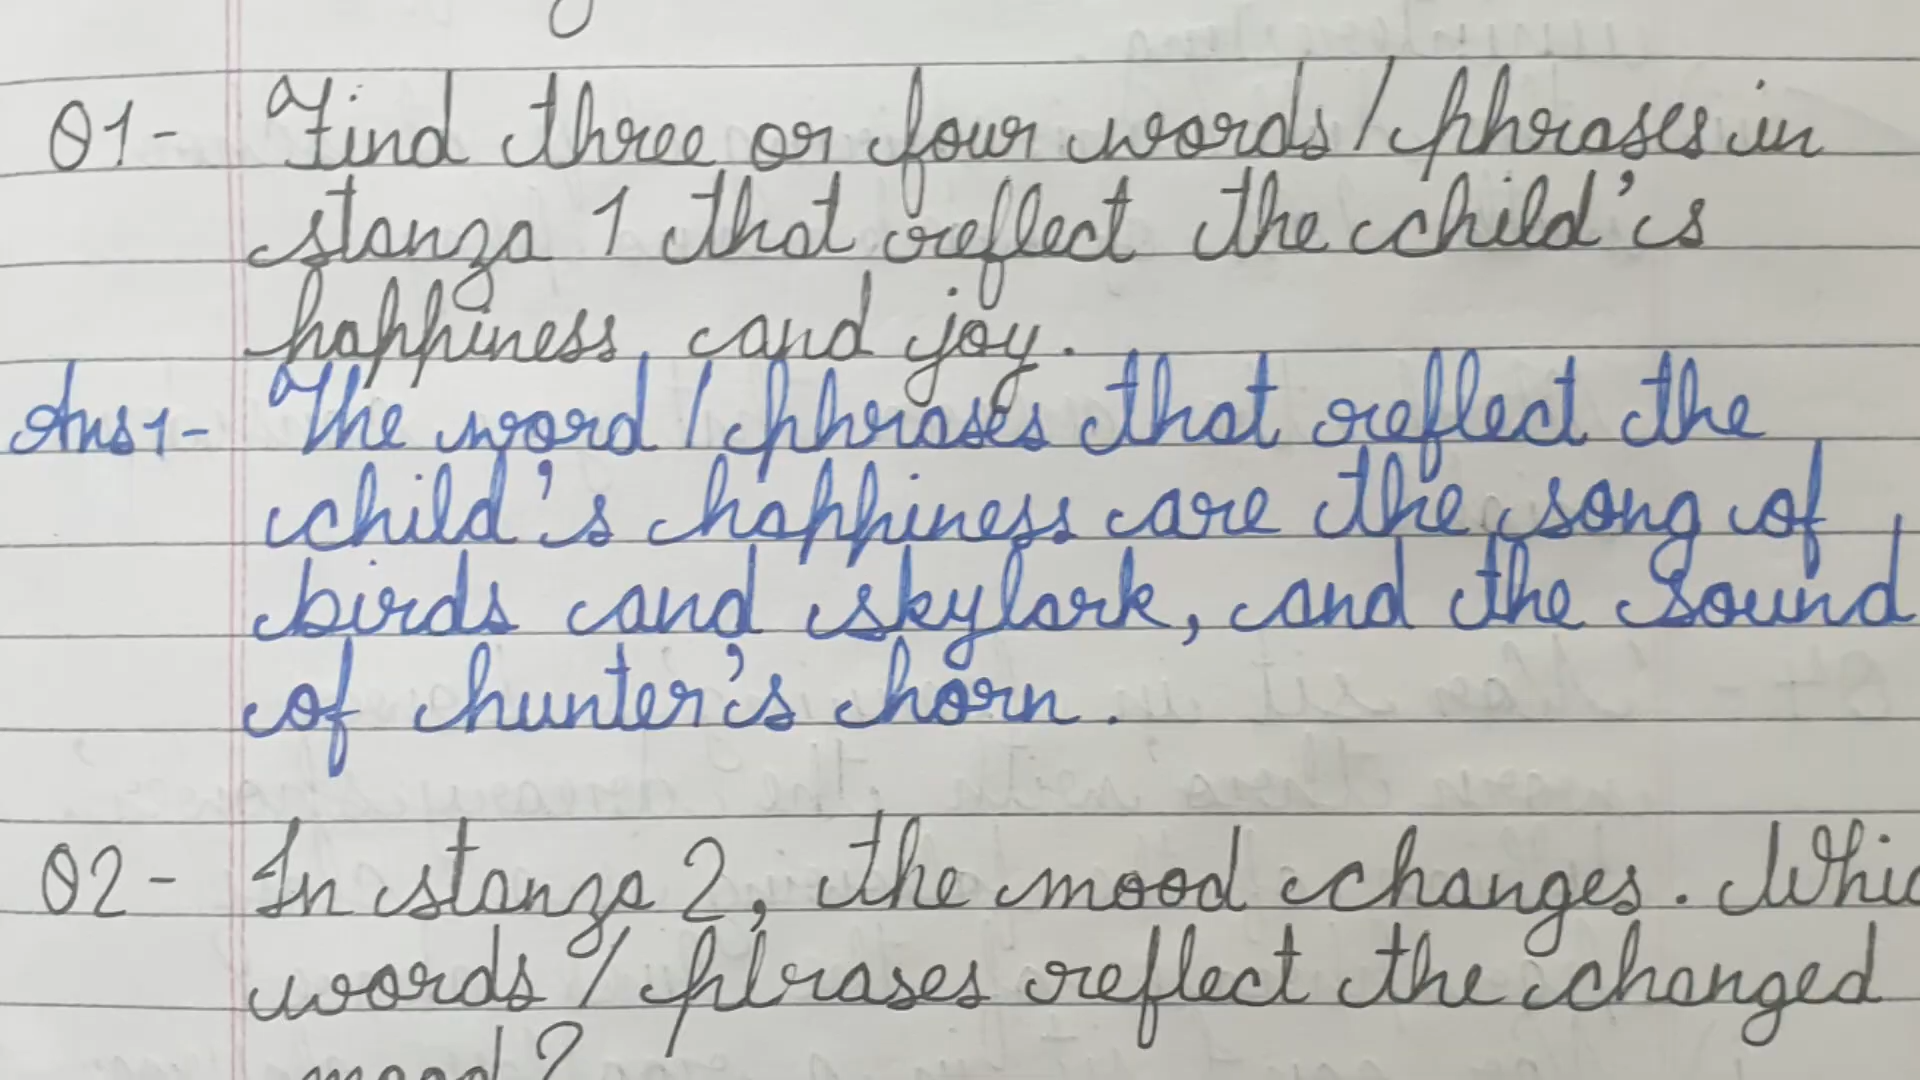 Q1- Find three or four words/phrases in
stanza 1 that reflect the child's
happiness and joy.
Ans1- The word/phrases that reflect the
child's happiness are the song of
birds and skylark, and the sound
of hunter's horn.
Q2- In stanza 2, the mood changes. Whic
words/phrases reflect the changed
mood?